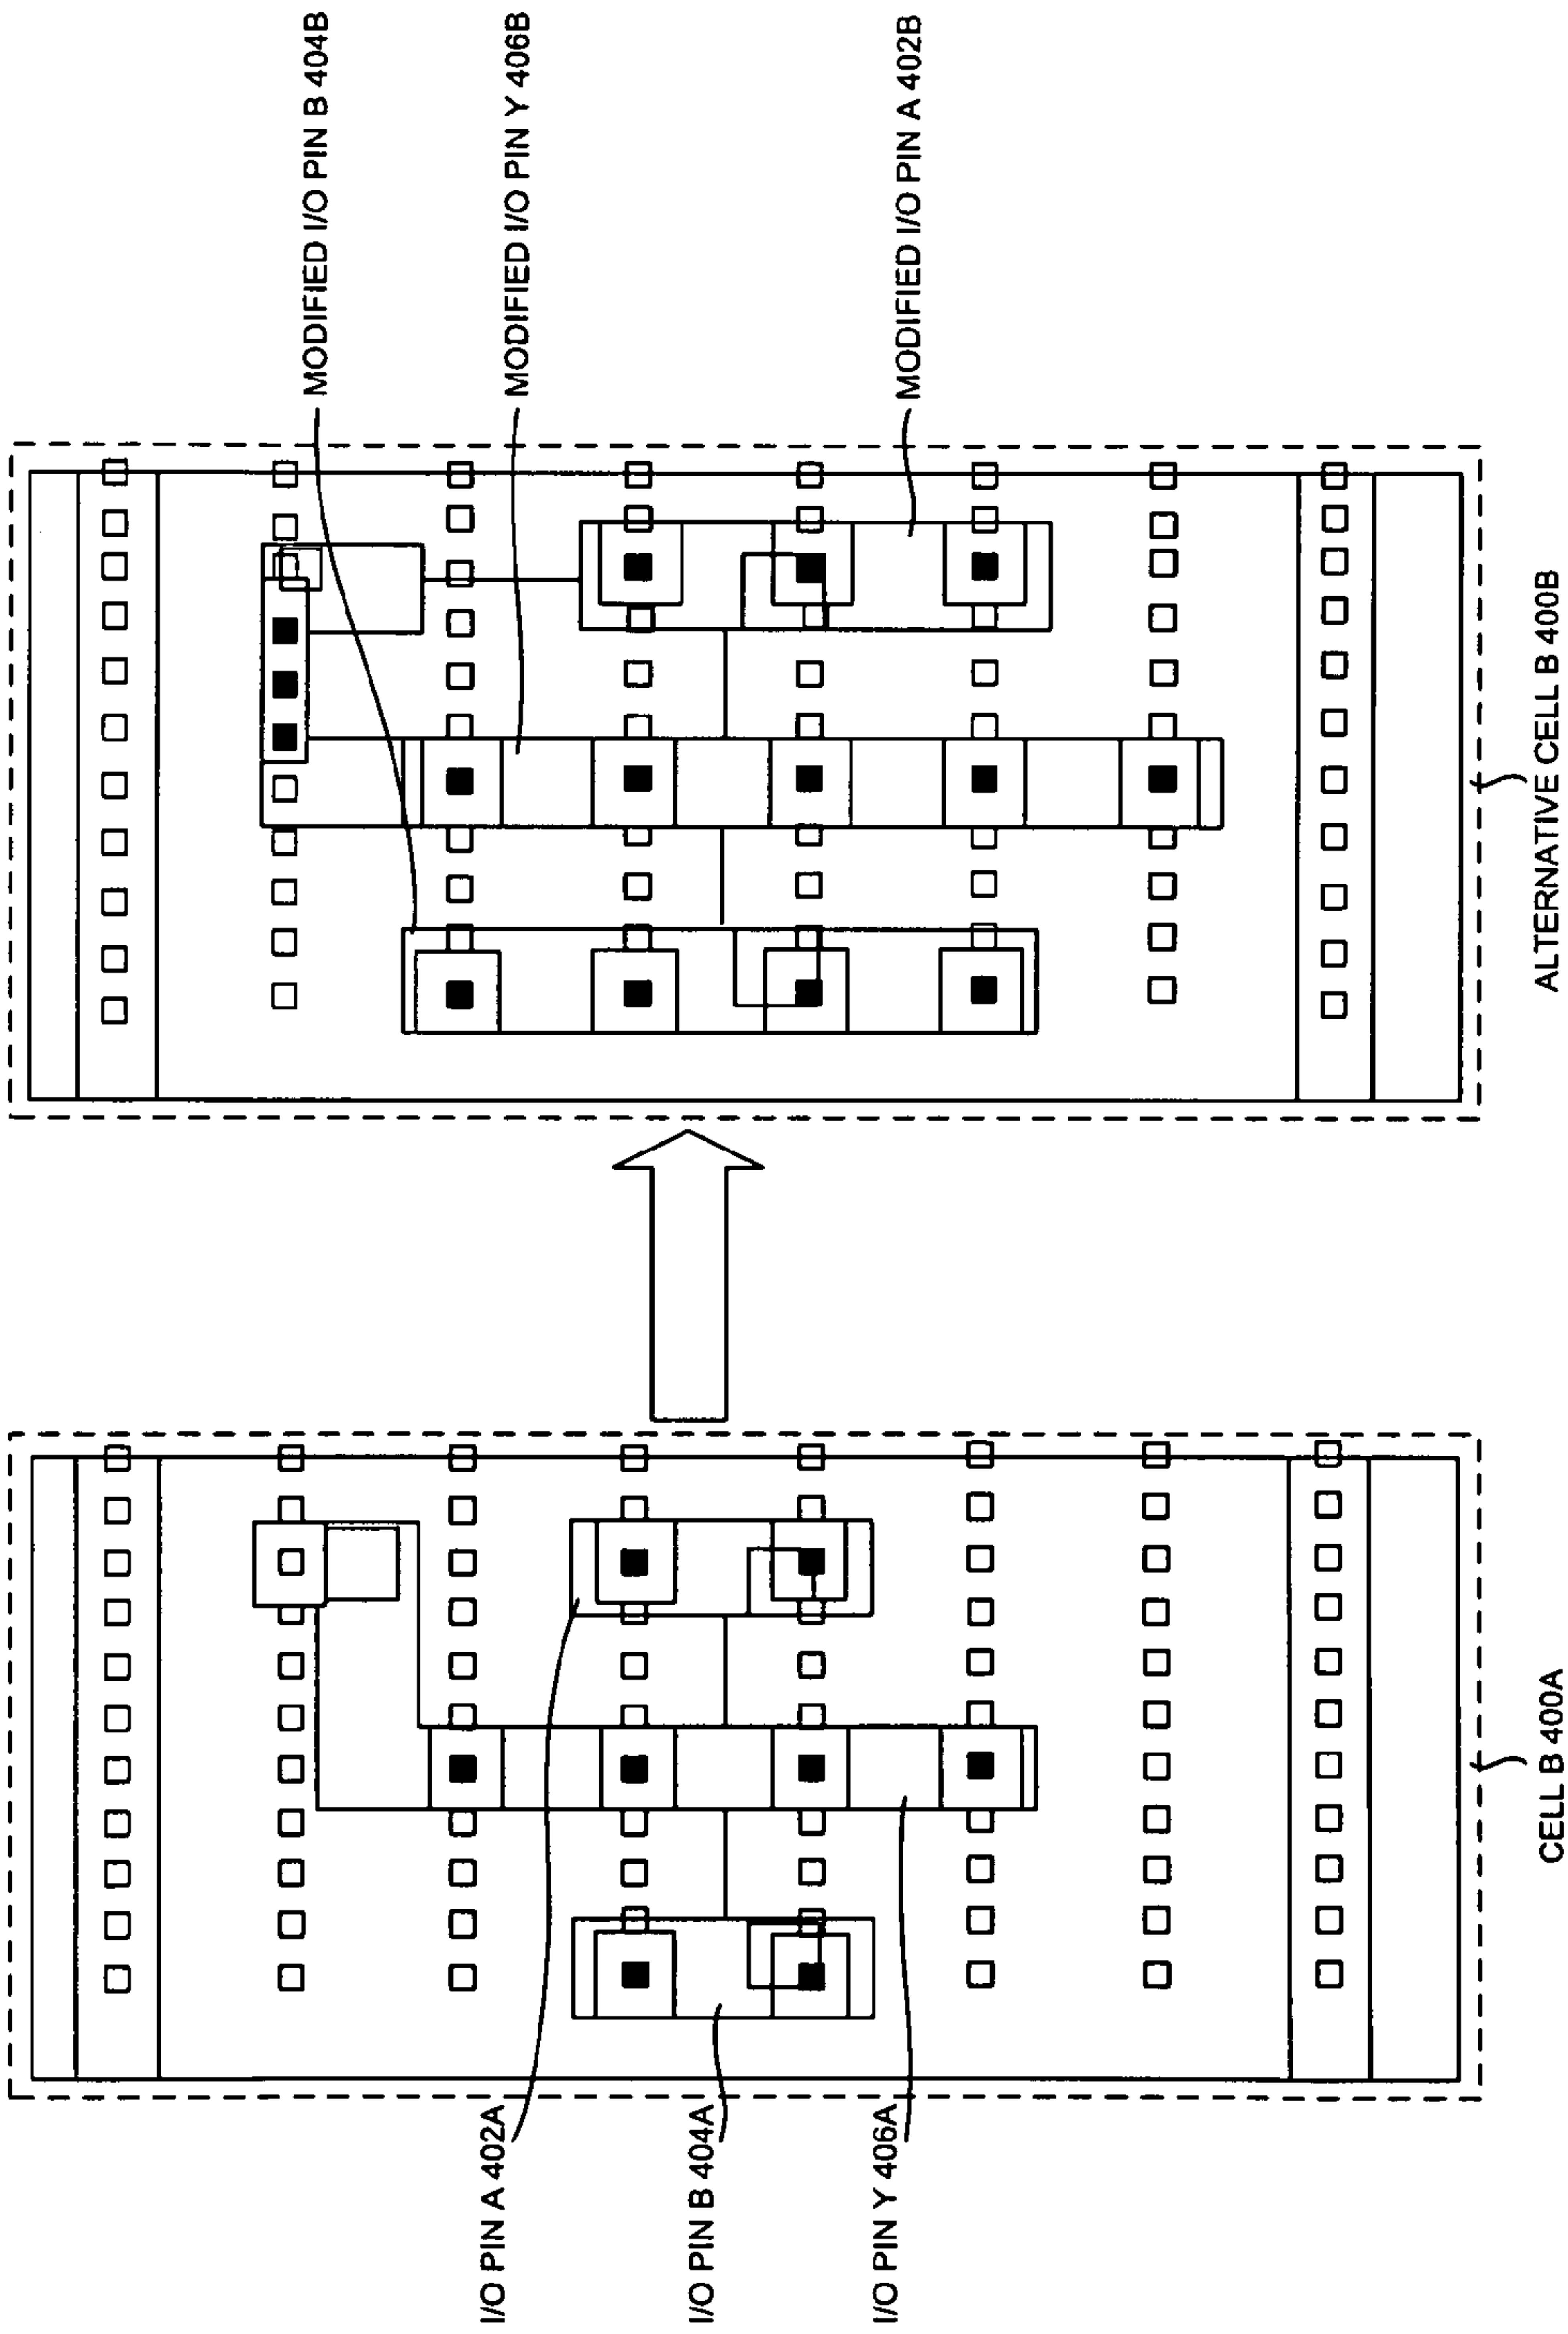 I/O PIN A 402A
I/O PIN B 404A
I/O PIN Y 406A
CELL B 400A
MODIFIED I/O PIN B 404B
MODIFIED I/O PIN Y 406B
MODIFIED I/O PIN A 402B
ALTERNATIVE CELL B 400B